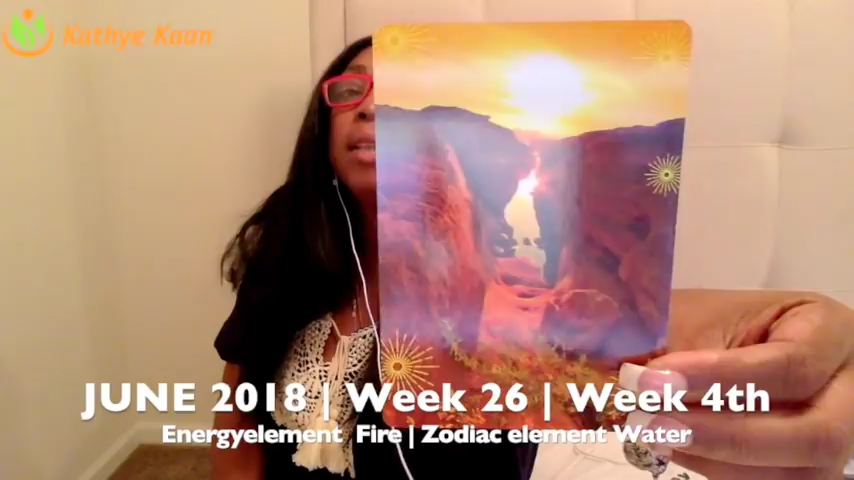 Kathye Kaan
JUNE 2018 | Week 26 | Week 4th
Energyelement Fire | Zodiac element Water